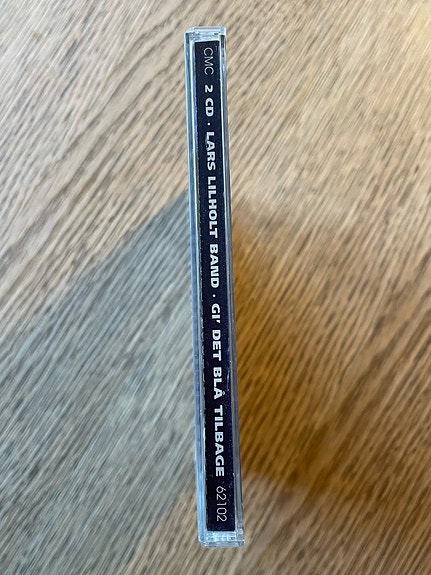 CMC 2 CD · LARS LILHOLT BAND · GI' DET BLÅ TILBAGE 62102